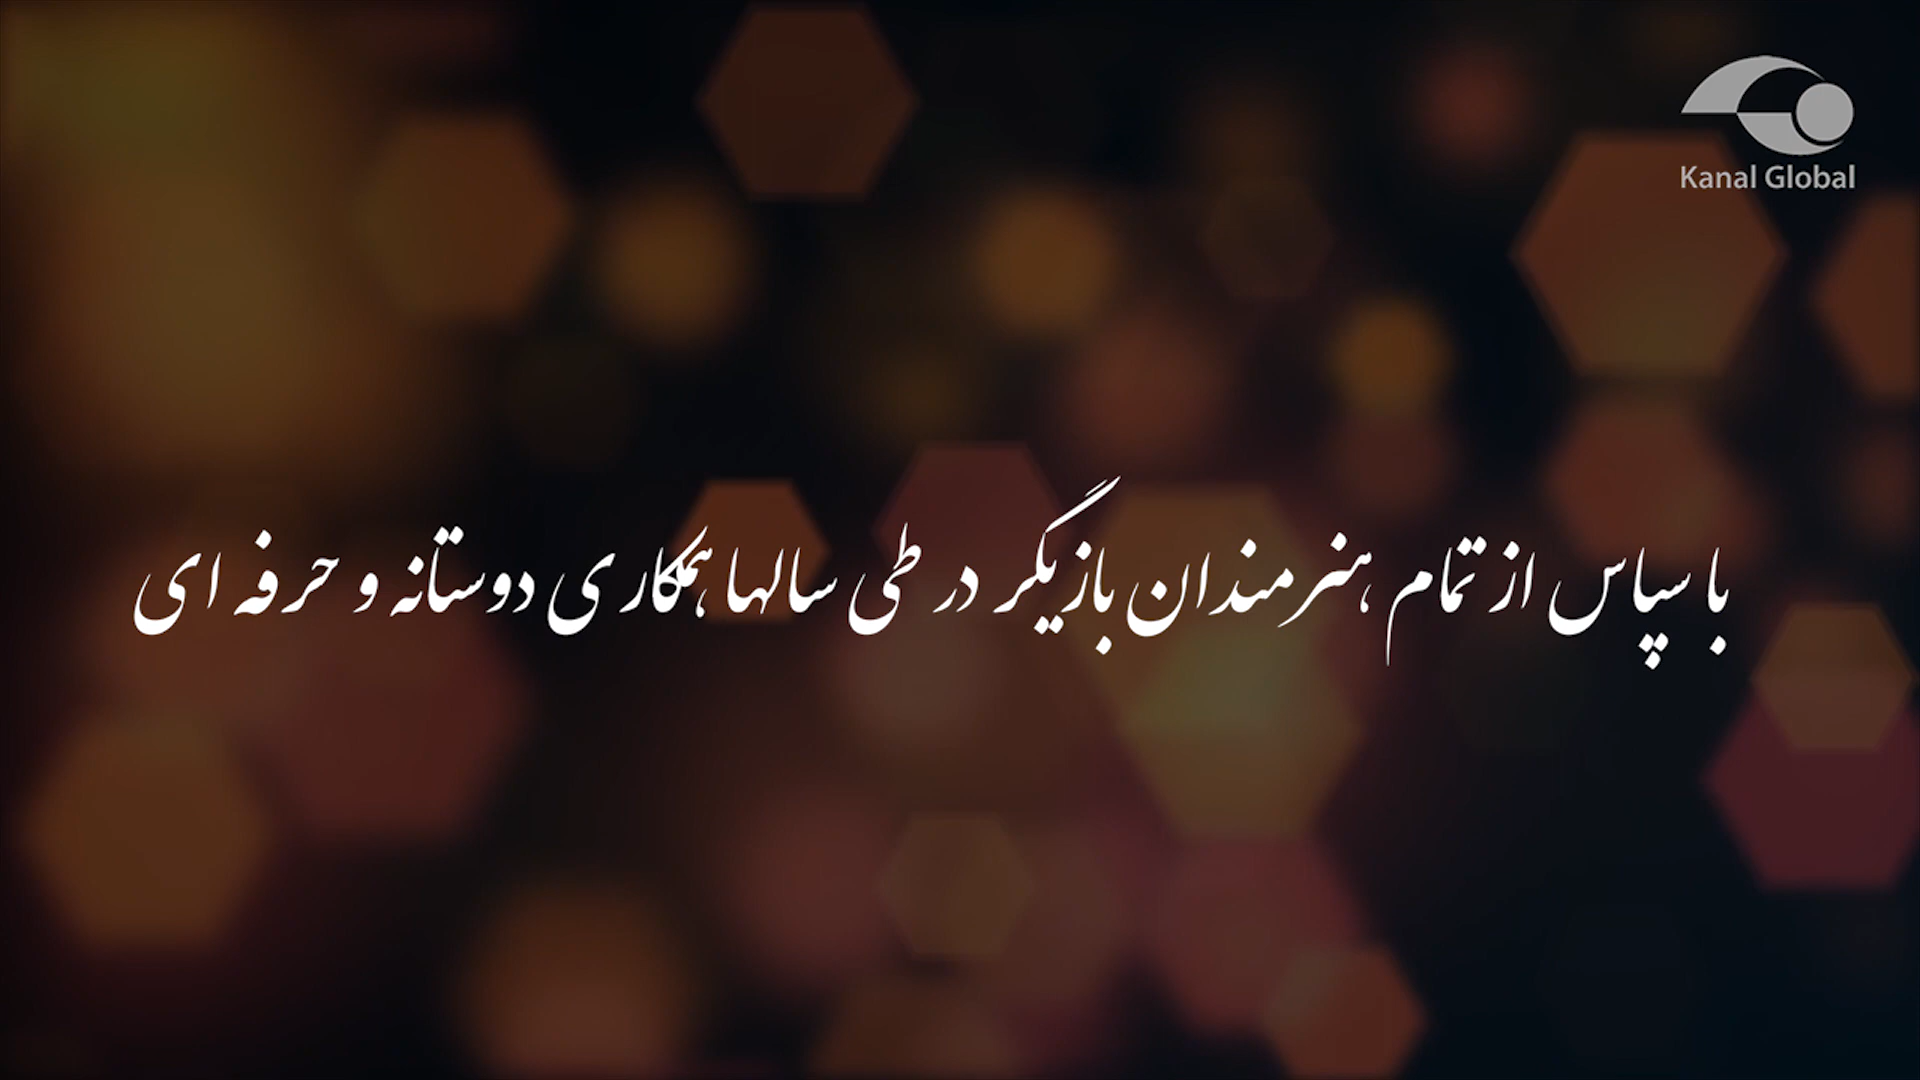 Kanal Global
با سپاس از تمام هنرمندان بازیگر در طی سالها همکاری دوستانه و حرفه ای